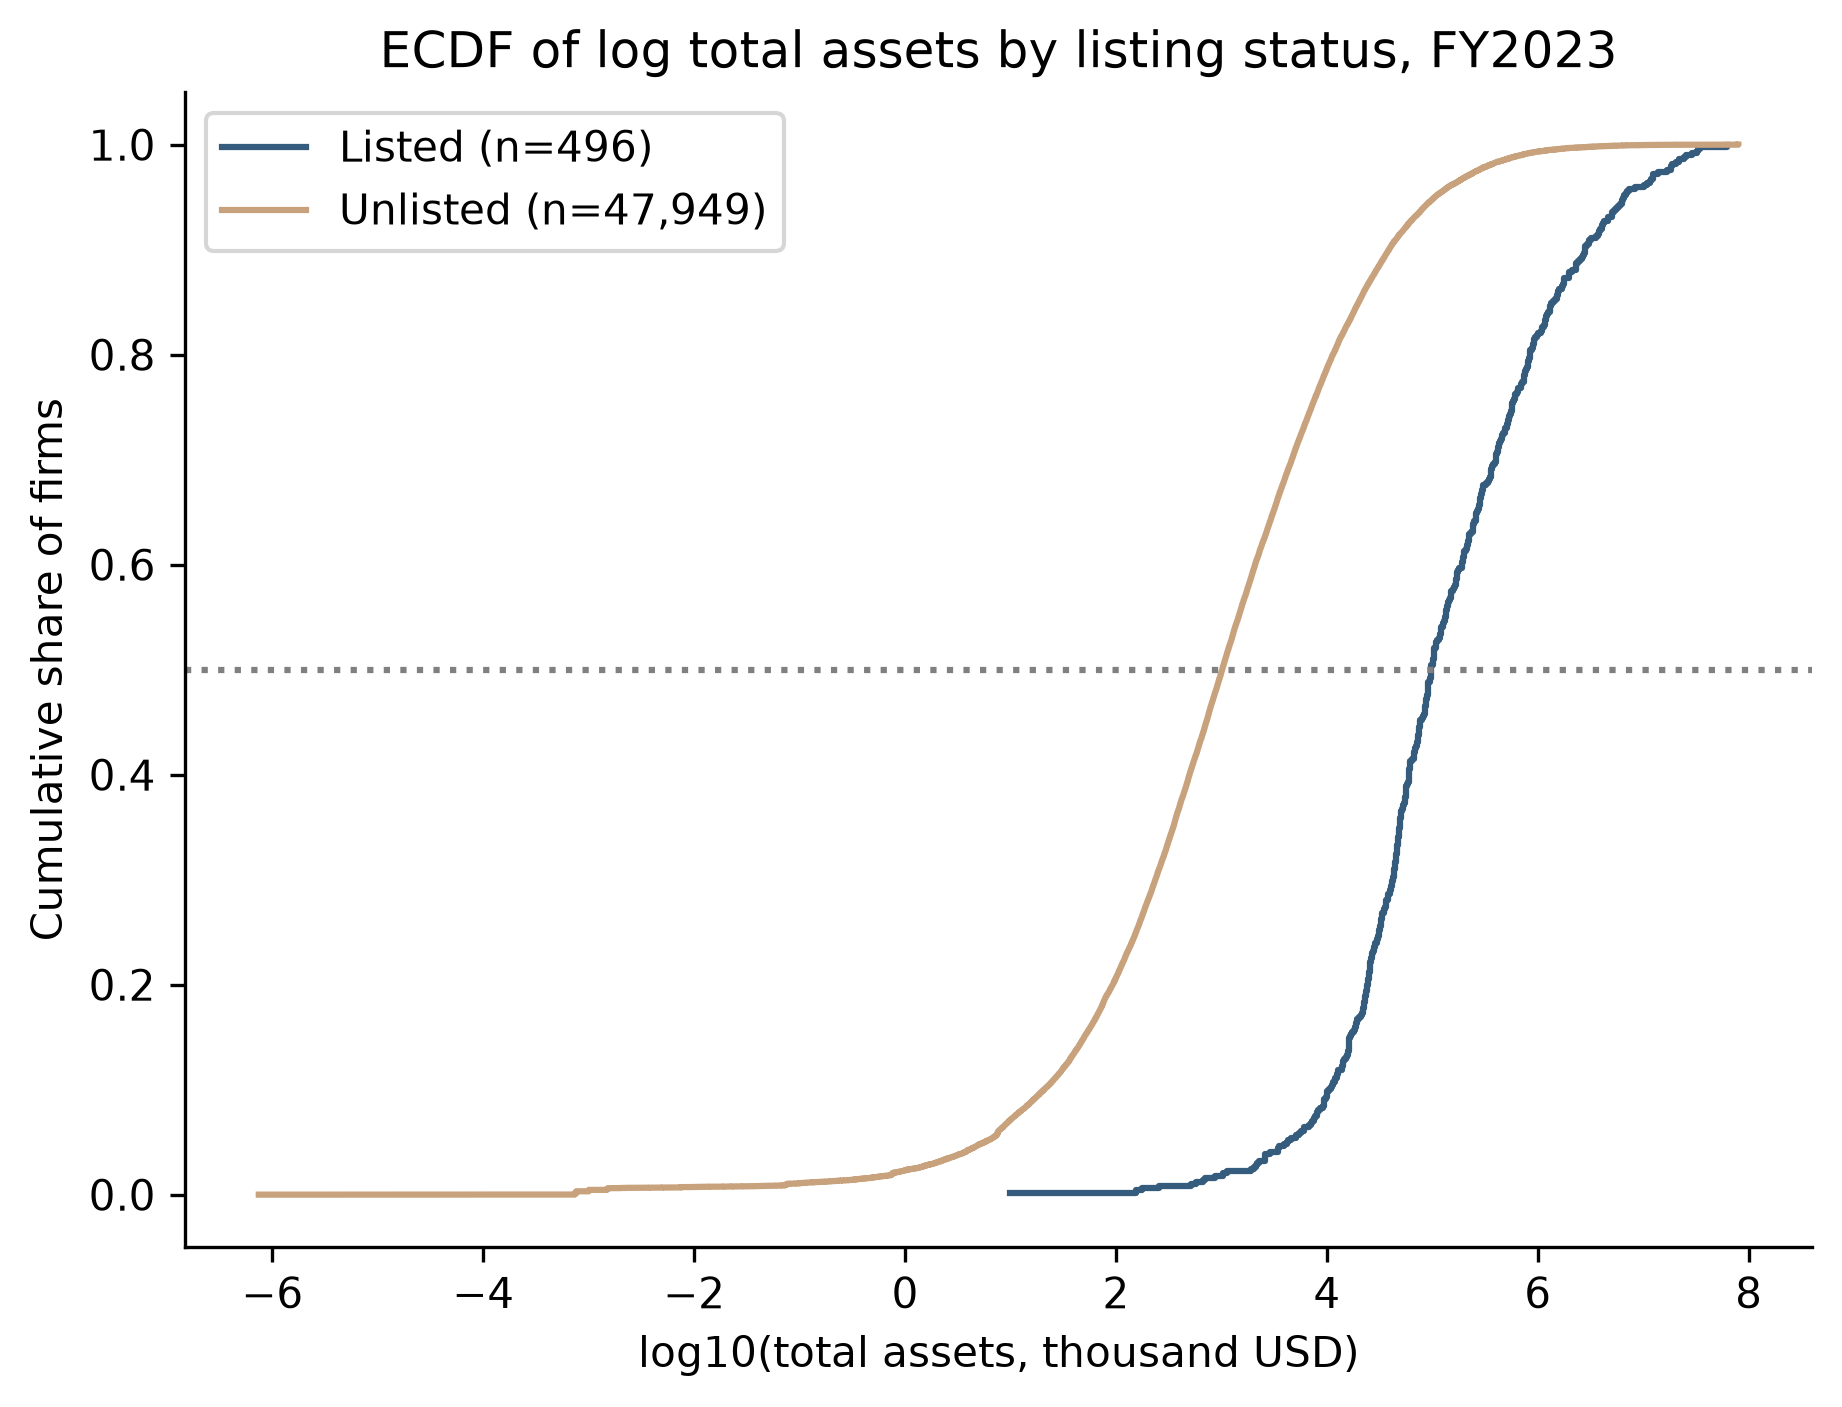 ECDF of log total assets by listing status, FY2023
Listed (n=496)
Unlisted (n=47,949)
Cumulative share of firms
1.0
0.8
0.6
0.4
0.2
0.0
−6 −4 −2 0 2 4 6 8
log10(total assets, thousand USD)